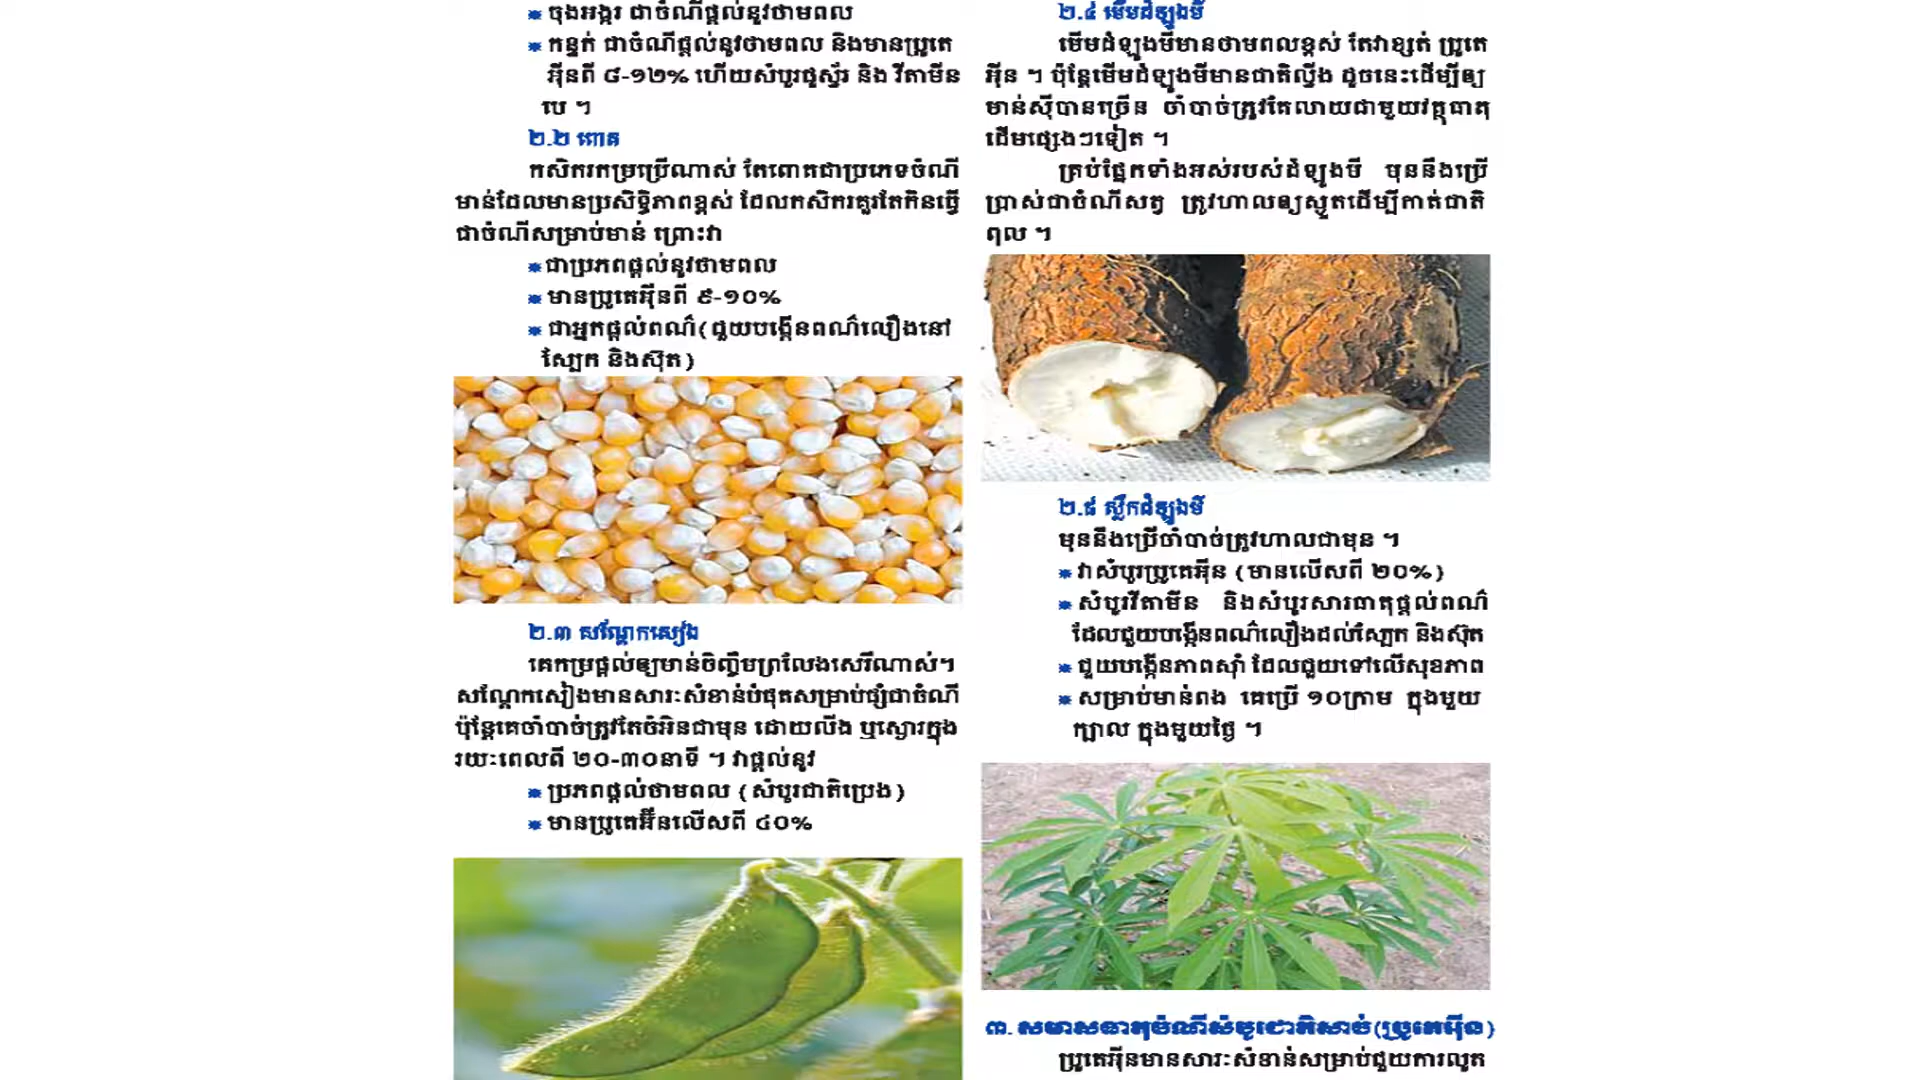 ចុងអង្ករ ជាចំណីផ្តល់នូវថាមពល
កន្ទក់ ជាចំណីផ្តល់នូវថាមពល និងមានប្រូតេ
អ៊ីនពី ៨-១២% ហើយសំបូរផូស្វ័រ និង វីតាមីន
បេ ។
២.២ ពោត
កសិករកម្រប្រើណាស់ តែពោតជាប្រភេទចំណី
មាន់ដែលមានប្រសិទ្ធិភាពខ្ពស់ ដែលកសិករគួរតែកិនធ្វើ
ជាចំណីសម្រាប់មាន់ ព្រោះវា
ជាប្រភពផ្តល់នូវថាមពល
មានប្រូតេអ៊ីនពី ៩-១០%
ជាអ្នកផ្តល់ពណ៌(ជួយបង្កើនពណ៌លឿងនៅ
ស្បែក និងស៊ុត)
២.៣ សណ្តែកសៀង
គេកម្រផ្តល់ឲ្យមាន់ចិញ្ចឹមព្រលែងសេរីណាស់។
សណ្តែកសៀងមានសារៈសំខាន់បំផុតសម្រាប់ផ្សំជាចំណី
ប៉ុន្តែគេចាំបាច់ត្រូវតែចំអិនជាមុន ដោយលីង ឬស្ងោរក្នុង
រយៈពេលពី ២០-៣០នាទី ។ វាផ្តល់នូវ
ប្រភពផ្តល់ថាមពល (សំបូរជាតិប្រេង)
មានប្រូតេអ៊ីនលើសពី ៤០%
២.៤ មើមដំឡូងមី
មើមដំឡូងមីមានថាមពលខ្ពស់ តែវាខ្សត់ ប្រូតេ
អ៊ីន ។ ប៉ុន្តែមើមដំឡូងមីមានជាតិល្វីង ដូចនេះដើម្បីឲ្យ
មាន់ស៊ីបានច្រើន ចាំបាច់ត្រូវតែលាយជាមួយវត្ថុធាតុ
ដើមផ្សេងៗទៀត ។
គ្រប់ផ្នែកទាំងអស់របស់ដំឡូងមី មុននឹងប្រើ
ប្រាស់ជាចំណីសត្វ ត្រូវហាលឲ្យស្ងួតដើម្បីកាត់ជាតិ
ពុល ។
២.៥ ស្លឹកដំឡូងមី
មុននឹងប្រើចាំបាច់ត្រូវហាលជាមុន ។
វាសំបូរប្រូតេអ៊ីន (មានលើសពី ២០%)
សំបូរវីតាមីន និងសំបូរសារធាតុផ្តល់ពណ៌
ដែលជួយបង្កើនពណ៌លឿងដល់ស្បែក និងស៊ុត
ជួយបង្កើនភាពស៊ាំ ដែលជួយទៅលើសុខភាព
សម្រាប់មាន់ពង គេប្រើ ១០ក្រាម ក្នុងមួយ
ក្បាល ក្នុងមួយថ្ងៃ ។
៣. សមាសធាតុចំណីសំបូរជាតិសាច់(ប្រូតេអ៊ីន)
ប្រូតេអ៊ីនមានសារៈសំខាន់សម្រាប់ជួយការលូត